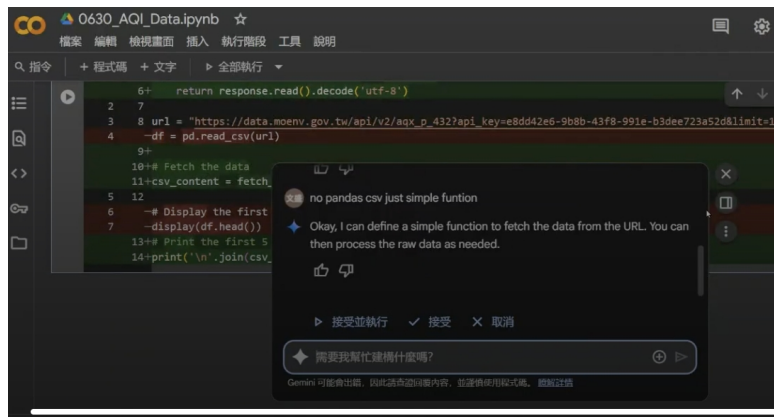 CO
0630_AQI_Data.ipynb
檔案 編輯 檢視畫面 插入 執行階段 工具 說明
指令 + 程式碼 + 文字 全部執行
6+ return response.read().decode('utf-8')
2 7
3 8 url = "https://data.moenv.gov.tw/api/v2/aqx_p_432?api_key=e8dd42e6-9b8b-43f8-991e-b3dee723a52d&limit=1
4 -df = pd.read_csv(url)
9+
10+# Fetch the data
11+csv_content = fetch_
5 12
6 -# Display the first
7 -display(df.head())
13+# Print the first 5
14+print('\n'.join(csv_
no pandas csv just simple funtion
Okay, I can define a simple function to fetch the data from the URL. You can
then process the raw data as needed.
接受並執行 接受 取消
需要我幫忙建構什麼嗎?
Gemini 可能會出錯，因此請查證回應內容，並謹慎使用程式碼。 瞭解詳情